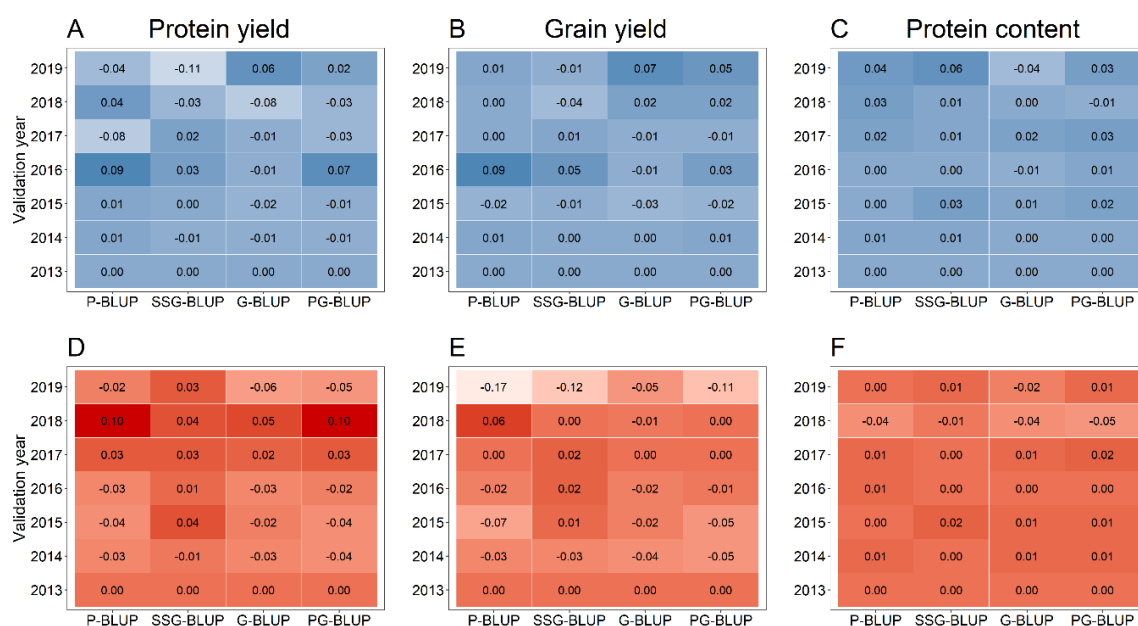 A Protein yield B Grain yield C Protein content
2019 -0.04 -0.11 0.06 0.02 2019 0.01 -0.01 0.07 0.05 2019 0.04 0.06 -0.04 0.03
2018 0.04 -0.03 -0.08 -0.03 2018 0.00 -0.04 0.02 0.02 2018 0.03 0.01 0.00 -0.01
2017 -0.08 0.02 -0.01 -0.03 2017 0.00 0.01 -0.01 -0.01 2017 0.02 0.01 0.02 0.03
Validation year
2016 0.09 0.03 -0.01 0.07 2016 0.09 0.05 -0.01 0.03 2016 0.00 0.00 -0.01 0.01
2015 0.01 0.00 -0.02 -0.01 2015 -0.02 -0.01 -0.03 -0.02 2015 0.00 0.03 0.01 0.02
2014 0.01 -0.01 -0.01 -0.01 2014 0.01 0.00 0.00 0.01 2014 0.01 0.01 0.00 0.00
2013 0.00 0.00 0.00 0.00 2013 0.00 0.00 0.00 0.00 2013 0.00 0.00 0.00 0.00
P-BLUP SSG-BLUP G-BLUP PG-BLUP P-BLUP SSG-BLUP G-BLUP PG-BLUP P-BLUP SSG-BLUP G-BLUP PG-BLUP
D E F
2019 -0.02 0.03 -0.06 -0.05 2019 -0.17 -0.12 -0.05 -0.11 2019 0.00 0.01 -0.02 0.01
2018 0.10 0.04 0.05 0.10 2018 0.06 0.00 -0.01 0.00 2018 -0.04 -0.01 -0.04 -0.05
2017 0.03 0.03 0.02 0.03 2017 0.00 0.02 0.00 0.00 2017 0.01 0.00 0.01 0.02
Validation year
2016 -0.03 0.01 -0.03 -0.02 2016 -0.02 0.02 -0.02 -0.01 2016 0.01 0.00 0.00 0.00
2015 -0.04 0.04 -0.02 -0.04 2015 -0.07 0.01 -0.02 -0.05 2015 0.00 0.02 0.01 0.01
2014 -0.03 -0.01 -0.03 -0.04 2014 -0.03 -0.03 -0.04 -0.05 2014 0.01 0.00 0.01 0.01
2013 0.00 0.00 0.00 0.00 2013 0.00 0.00 0.00 0.00 2013 0.00 0.00 0.00 0.00
P-BLUP SSG-BLUP G-BLUP PG-BLUP P-BLUP SSG-BLUP G-BLUP PG-BLUP P-BLUP SSG-BLUP G-BLUP PG-BLUP